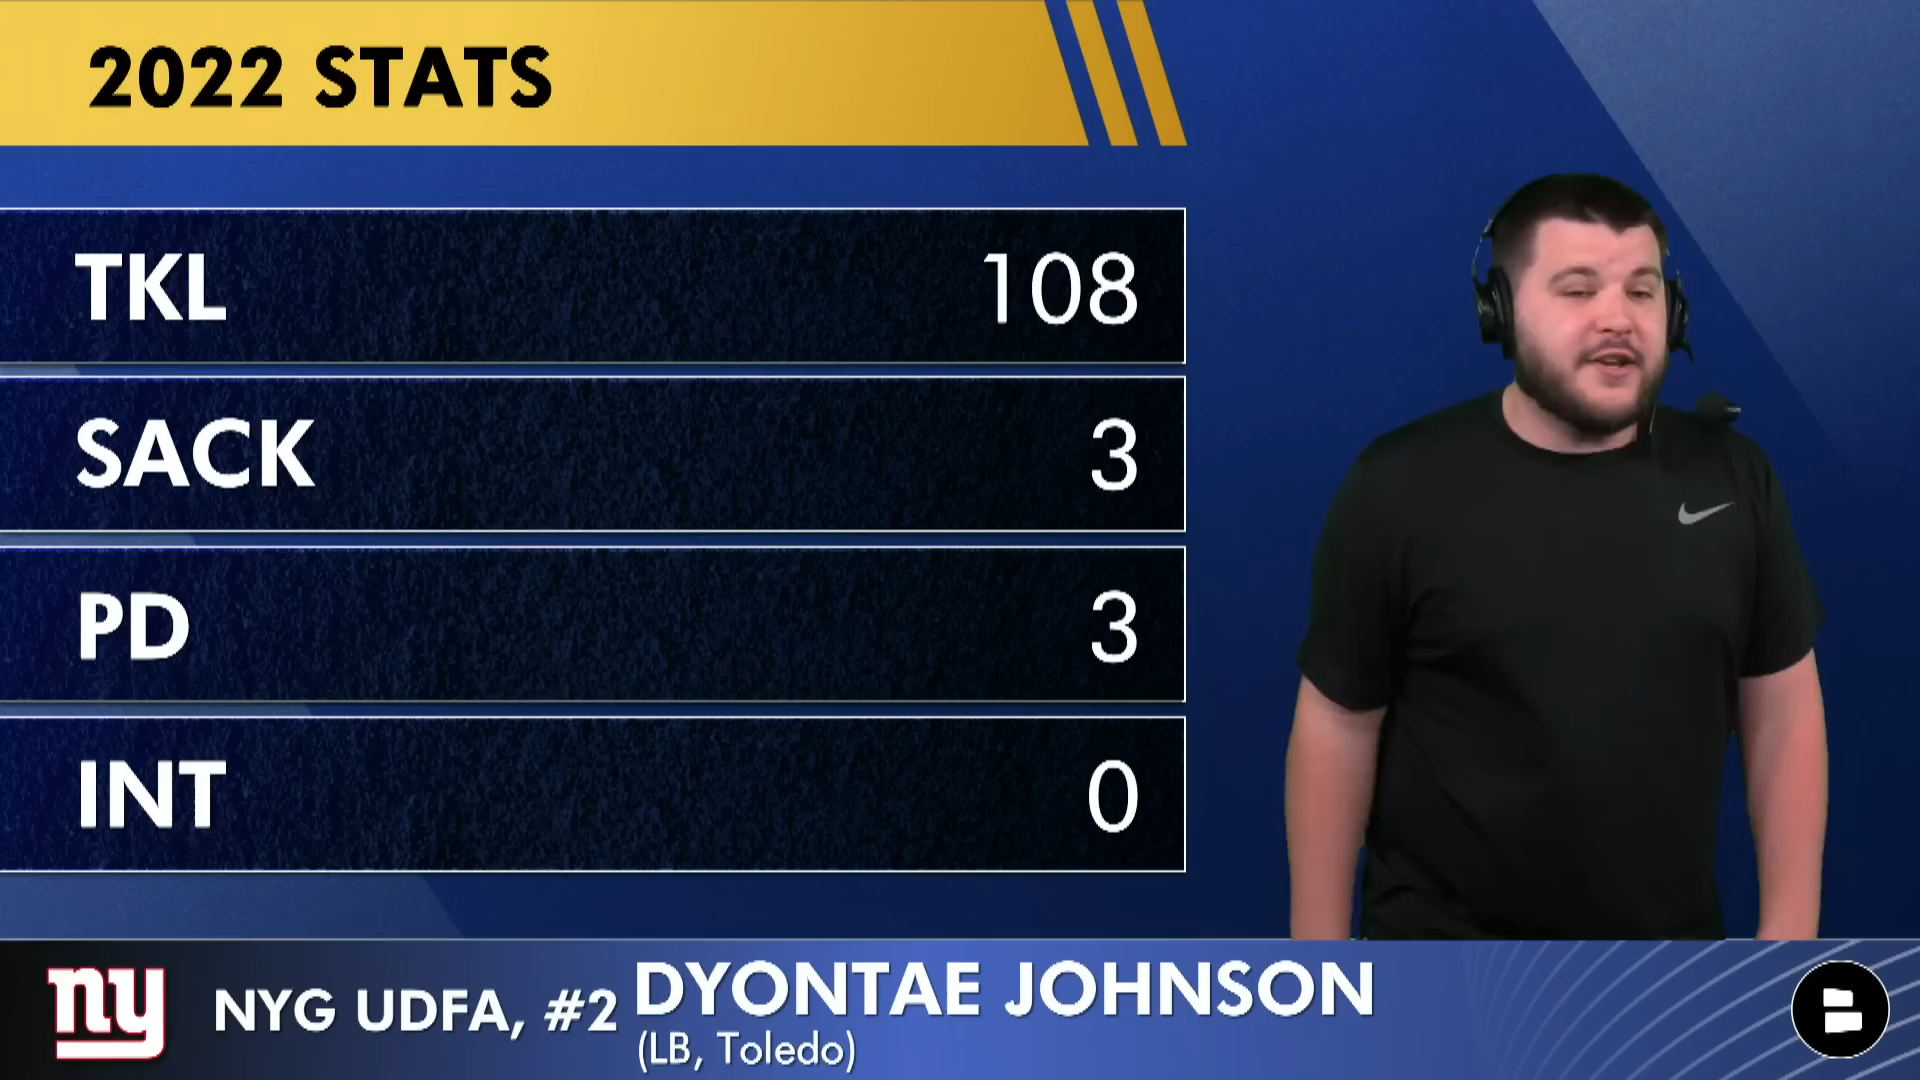 2022 STATS
TKL 108
SACK 3
PD 3
INT 0
ny NYG UDFA, #2 DYONTAE JOHNSON
(LB, Toledo)